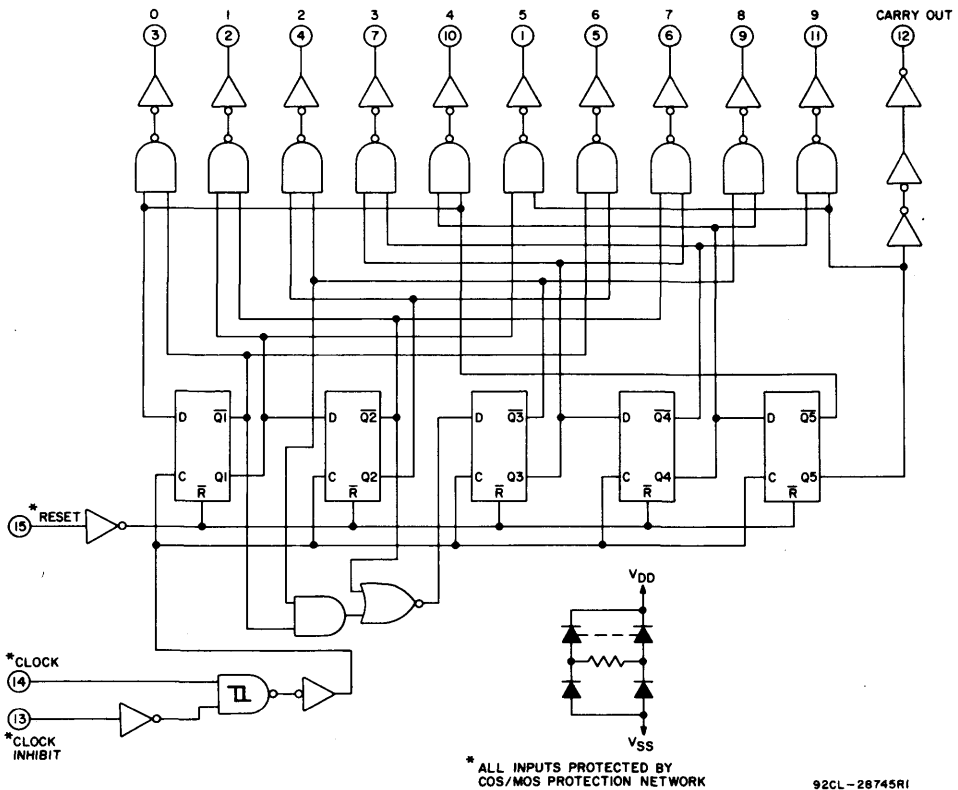 0 1 2 3 4 5 6 7 8 9 CARRY OUT
3 2 4 7 10 1 5 6 9 11 12
D Q1 D Q2 D Q3 D Q4 D Q5
C Q1 C Q2 C Q3 C Q4 C Q5
R R R R R
15 *RESET
VDD
*CLOCK
14
13
*CLOCK
INHIBIT
VSS
* ALL INPUTS PROTECTED BY
COS/MOS PROTECTION NETWORK
92CL-28745R1